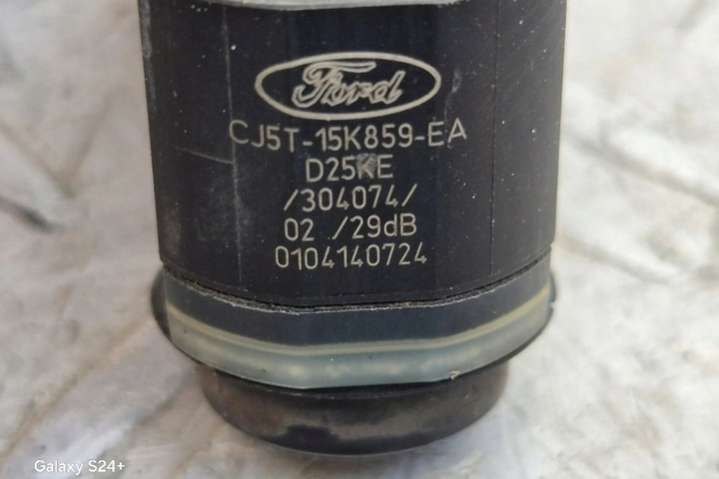 Ford
CJ5T-15K859-EA
D25KE
/304074/
02 /29dB
0104140724
Galaxy S24+